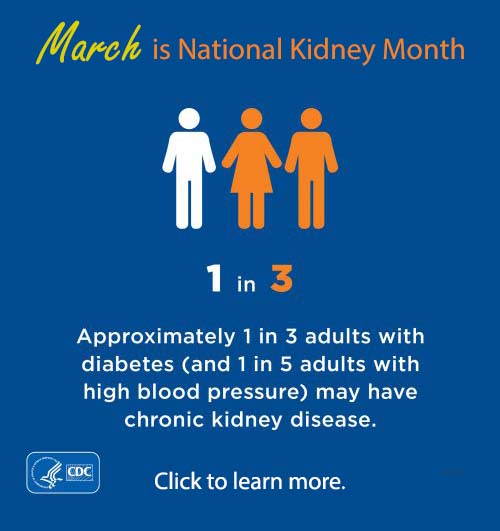 March is National Kidney Month
1 in 3
Approximately 1 in 3 adults with
diabetes (and 1 in 5 adults with
high blood pressure) may have
chronic kidney disease.
CDC
Click to learn more.